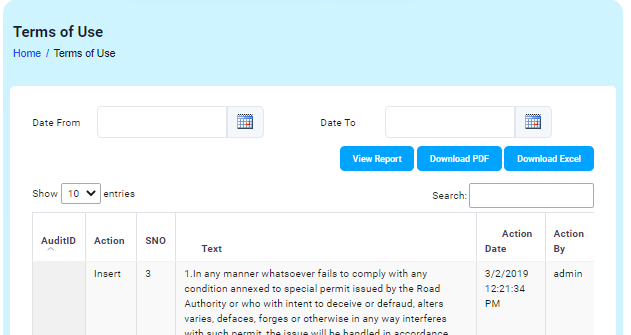 Terms of Use
Home / Terms of Use
Date From
Date To
View Report Download PDF Download Excel
Show 10 entries
Search:
AuditID Action SNO Text Action Date Action By
Insert 3 1.In any manner whatsoever fails to comply with any 3/2/2019 admin
condition annexed to special permit issued by the Road 12:21:34
Authority or who with intent to deceive or defraud, alters PM
varies, defaces, forges or otherwise in any way interferes
with such permit, the issue will be handled in accordance